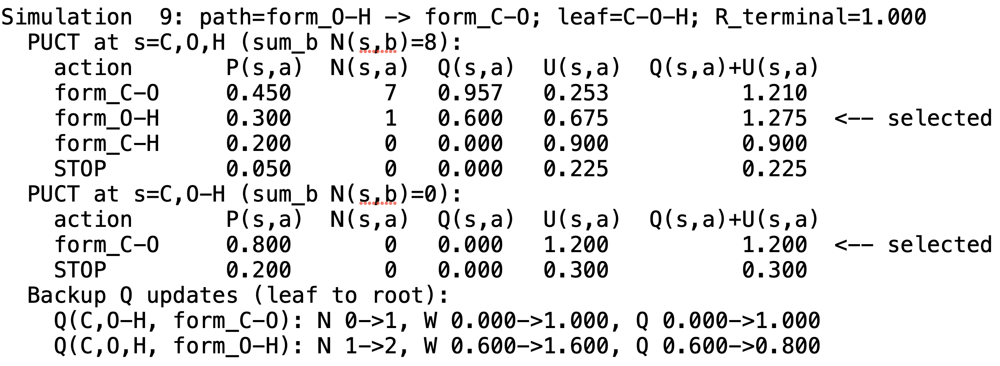 Simulation  9: path=form_O-H -> form_C-O; leaf=C-O-H; R_terminal=1.000
PUCT at s=C,O,H (sum_b N(s,b)=8):
action P(s,a) N(s,a) Q(s,a) U(s,a) Q(s,a)+U(s,a)
form_C-O 0.450 7 0.957 0.253 1.210
form_O-H 0.300 1 0.600 0.675 1.275 <-- selected
form_C-H 0.200 0 0.000 0.900 0.900
STOP 0.050 0 0.000 0.225 0.225
PUCT at s=C,O-H (sum_b N(s,b)=0):
action P(s,a) N(s,a) Q(s,a) U(s,a) Q(s,a)+U(s,a)
form_C-O 0.800 0 0.000 1.200 1.200 <-- selected
STOP 0.200 0 0.000 0.300 0.300
Backup Q updates (leaf to root):
Q(C,O-H, form_C-O): N 0->1, W 0.000->1.000, Q 0.000->1.000
Q(C,O,H, form_O-H): N 1->2, W 0.600->1.600, Q 0.600->0.800